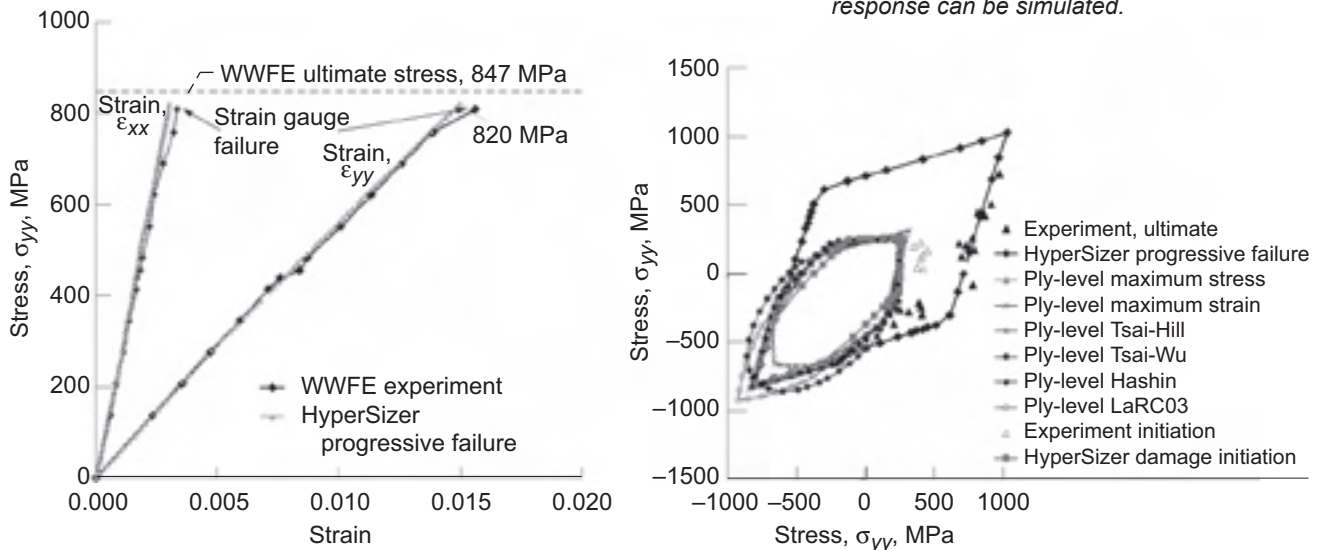 response can be simulated.
1000
800
600
400
200
0
Stress, σyy, MPa
WWFE ultimate stress, 847 MPa
Strain,
εxx
Strain gauge
failure
820 MPa
Strain,
εyy
WWFE experiment
HyperSizer
progressive failure
0.000 0.005 0.010 0.015 0.020
Strain
1500
1000
500
0
−500
−1000
−1500
Stress, σyy, MPa
Experiment, ultimate
HyperSizer progressive failure
Ply-level maximum stress
Ply-level maximum strain
Ply-level Tsai-Hill
Ply-level Tsai-Wu
Ply-level Hashin
Ply-level LaRC03
Experiment initiation
HyperSizer damage initiation
−1000 −500 0 500 1000
Stress, σyy, MPa